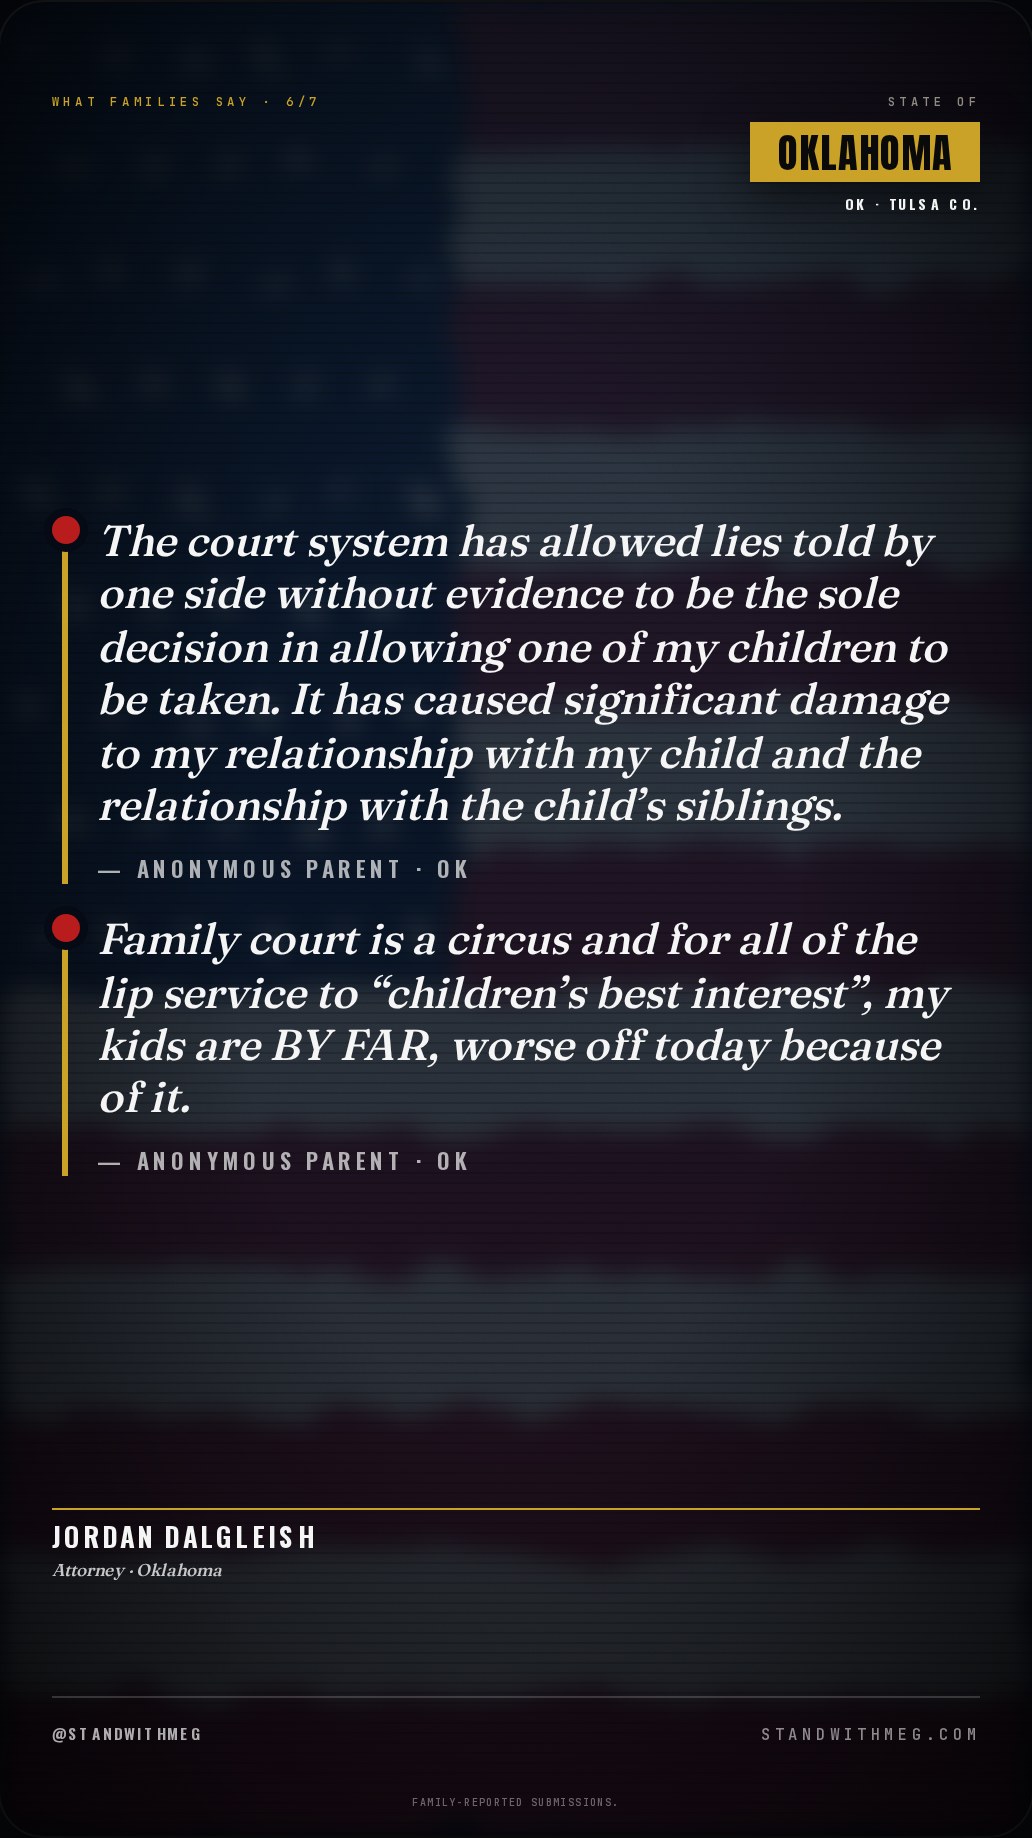 WHAT FAMILIES SAY · 6/7
STATE OF
OKLAHOMA
OK · TULSA CO.
The court system has allowed lies told by
one side without evidence to be the sole
decision in allowing one of my children to
be taken. It has caused significant damage
to my relationship with my child and the
relationship with the child’s siblings.
— ANONYMOUS PARENT · OK
Family court is a circus and for all of the
lip service to “children’s best interest”, my
kids are BY FAR, worse off today because
of it.
— ANONYMOUS PARENT · OK
JORDAN DALGLEISH
Attorney · Oklahoma
@STANDWITHMEG
STANDWITHMEG.COM
FAMILY-REPORTED SUBMISSIONS.